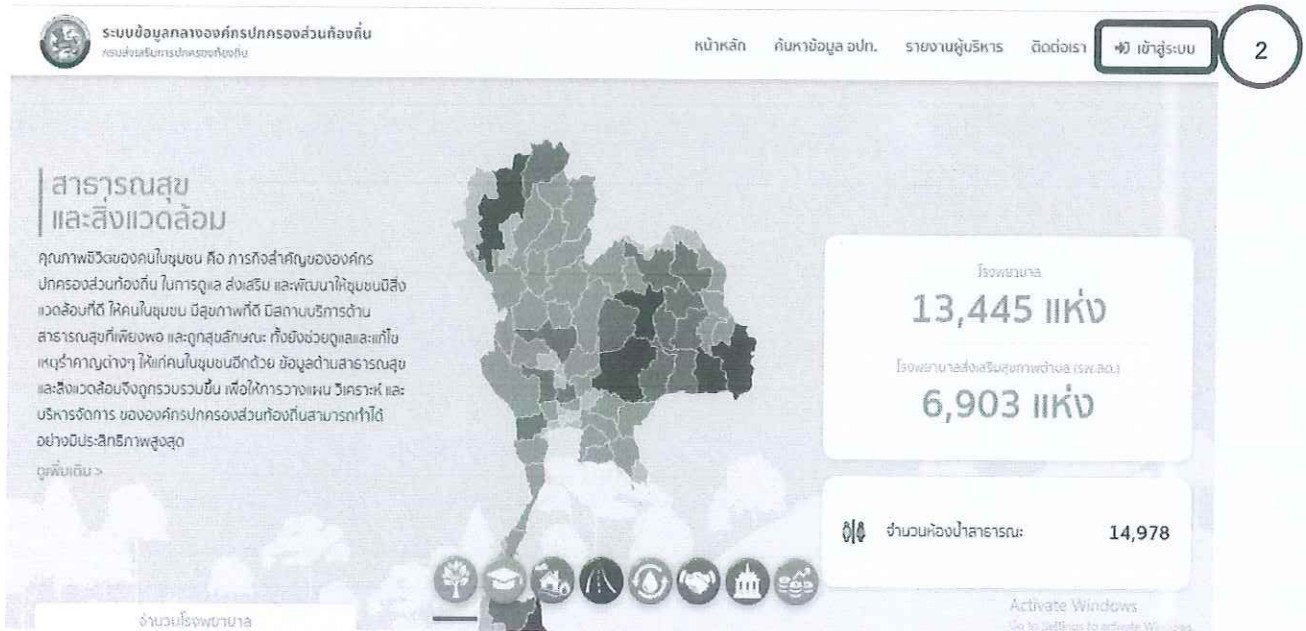 ระบบข้อมูลกลางองค์กรปกครองส่วนท้องถิ่น
กรมส่งเสริมการปกครองท้องถิ่น
หน้าหลัก ค้นหาข้อมูล อปท. รายงานผู้บริหาร ติดต่อเรา เข้าสู่ระบบ
2
สาธารณสุข
และสิ่งแวดล้อม
คุณภาพชีวิตของคนในชุมชน คือ ภารกิจสำคัญขององค์กร
ปกครองส่วนท้องถิ่น ในการดูแล ส่งเสริม และพัฒนาให้ชุมชนมีสิ่ง
แวดล้อมที่ดี ให้คนในชุมชน มีสุขภาพที่ดี มีสถานบริการด้าน
สาธารณสุขที่เพียงพอ และถูกสุขลักษณะ ทั้งยังช่วยดูแลและแก้ไข
เหตุรำคาญต่างๆ ให้แก่คนในชุมชนอีกด้วย ข้อมูลด้านสาธารณสุข
และสิ่งแวดล้อมจึงถูกรวบรวมขึ้น เพื่อให้การวางแผน วิเคราะห์ และ
บริหารจัดการ ขององค์กรปกครองส่วนท้องถิ่นสามารถทำได้
อย่างมีประสิทธิภาพสูงสุด
ดูเพิ่มเติม >
โรงพยาบาล
13,445 แห่ง
โรงพยาบาลส่งเสริมสุขภาพตำบล (รพ.สต.)
6,903 แห่ง
จำนวนห้องน้ำสาธารณะ 14,978
จำนวนโรงพยาบาล
Activate Windows
Go to Settings to activate Windows.